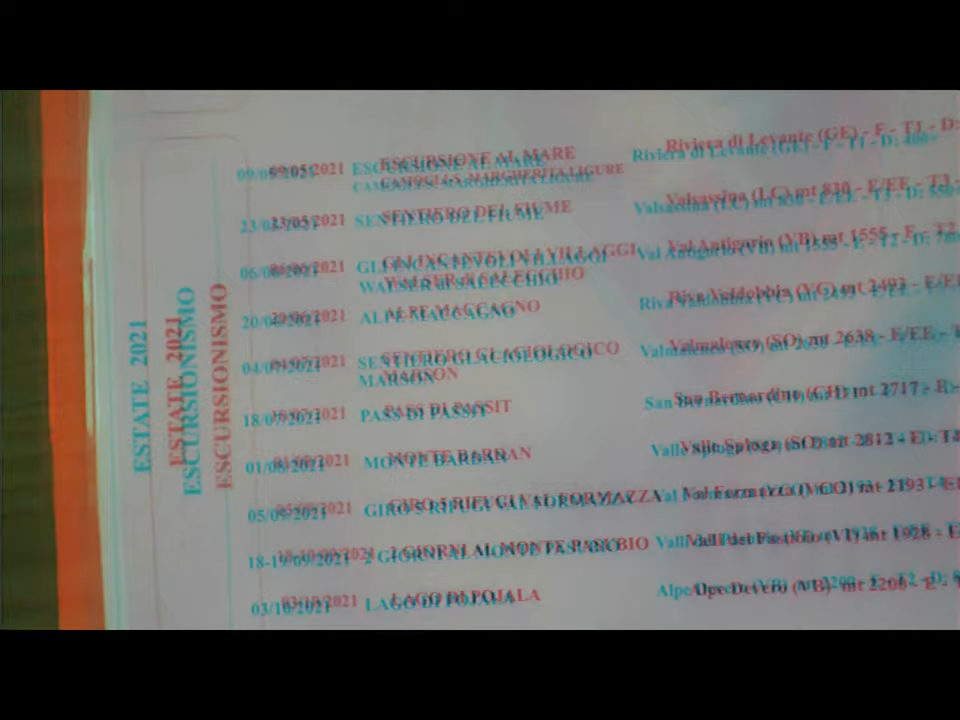 ESTATE 2021
ESCURSIONISMO
09/05/2021 ESCURSIONE AL MARE Riviera di Levante (GE) - E - T1 - D:
CAMOGLI-S. MARGHERITA LIGURE
23/05/2021 SENTIERO DEL FIUME Valsassina (LC) mt 830 - E/EE - T3 -
06/06/2021 GLI INCANTEVOLI VILLAGGI Val Antigorio (VB) mt 1555 - E - T2
WALSER di SALECCHIO
20/06/2021 ALPE MACCAGNO Riva Valdobbia (VC) mt 2493 - E/EE
04/07/2021 SENTIERO GLACIOLOGICO Valmalenco (SO) mt 2638 - E/EE - T
MARSON
18/07/2021 PASS DI PASSIT San Bernardino (CH) mt 2717 - E -
01/08/2021 MONTE BARDAN Valle Spluga (SO) mt 2812 - E
05/09/2021 GIRO 5 RIFUGI VAL FORMAZZA Val Formazza (VCO) mt 2193 - E
18-19/09/2021 2 GIORNI AL MONTE PASUBIO Valli del Pasubio (VI) mt 1928 - E
03/10/2021 LAGO DI POJALA Alpe Devero (VB) mt 2200 - E - T2 - D: